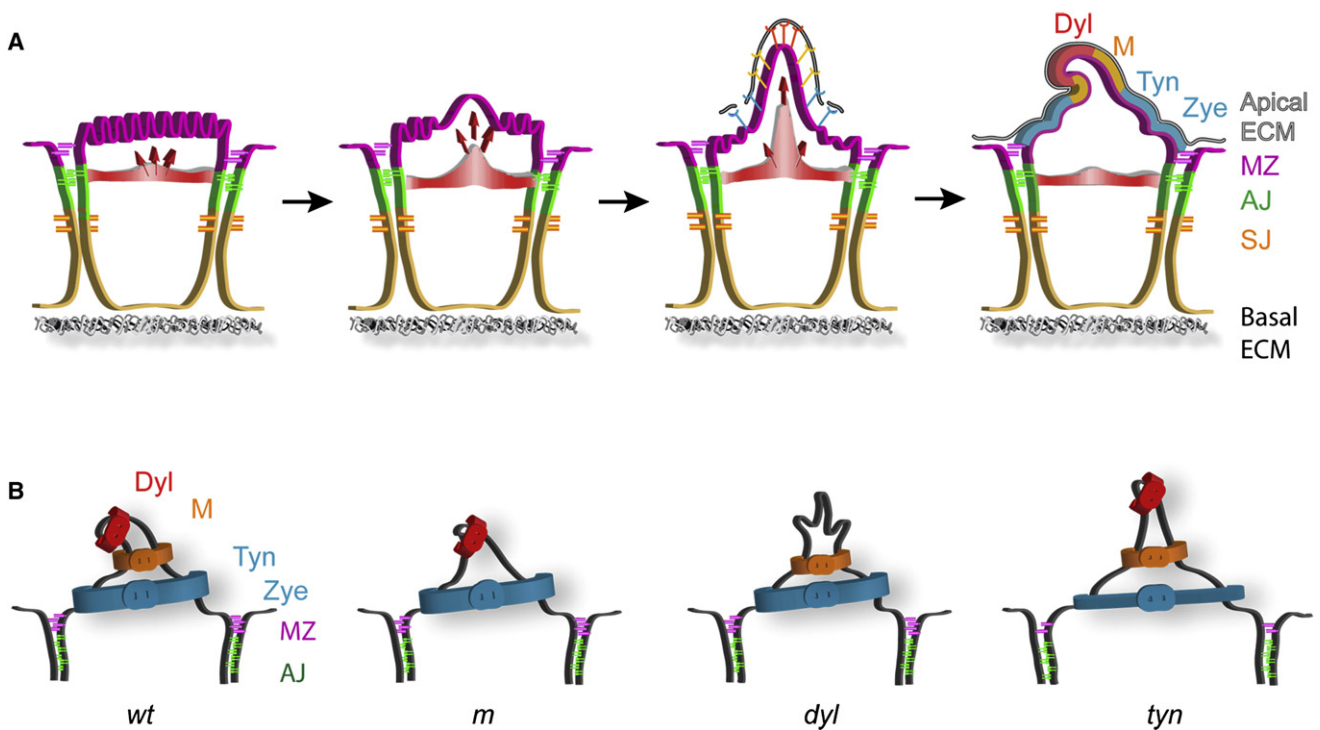 A
Dyl
M
Tyn
Zye
Apical
ECM
MZ
AJ
SJ
Basal
ECM
B
Dyl
M
Tyn
Zye
MZ
AJ
wt
m
dyl
tyn